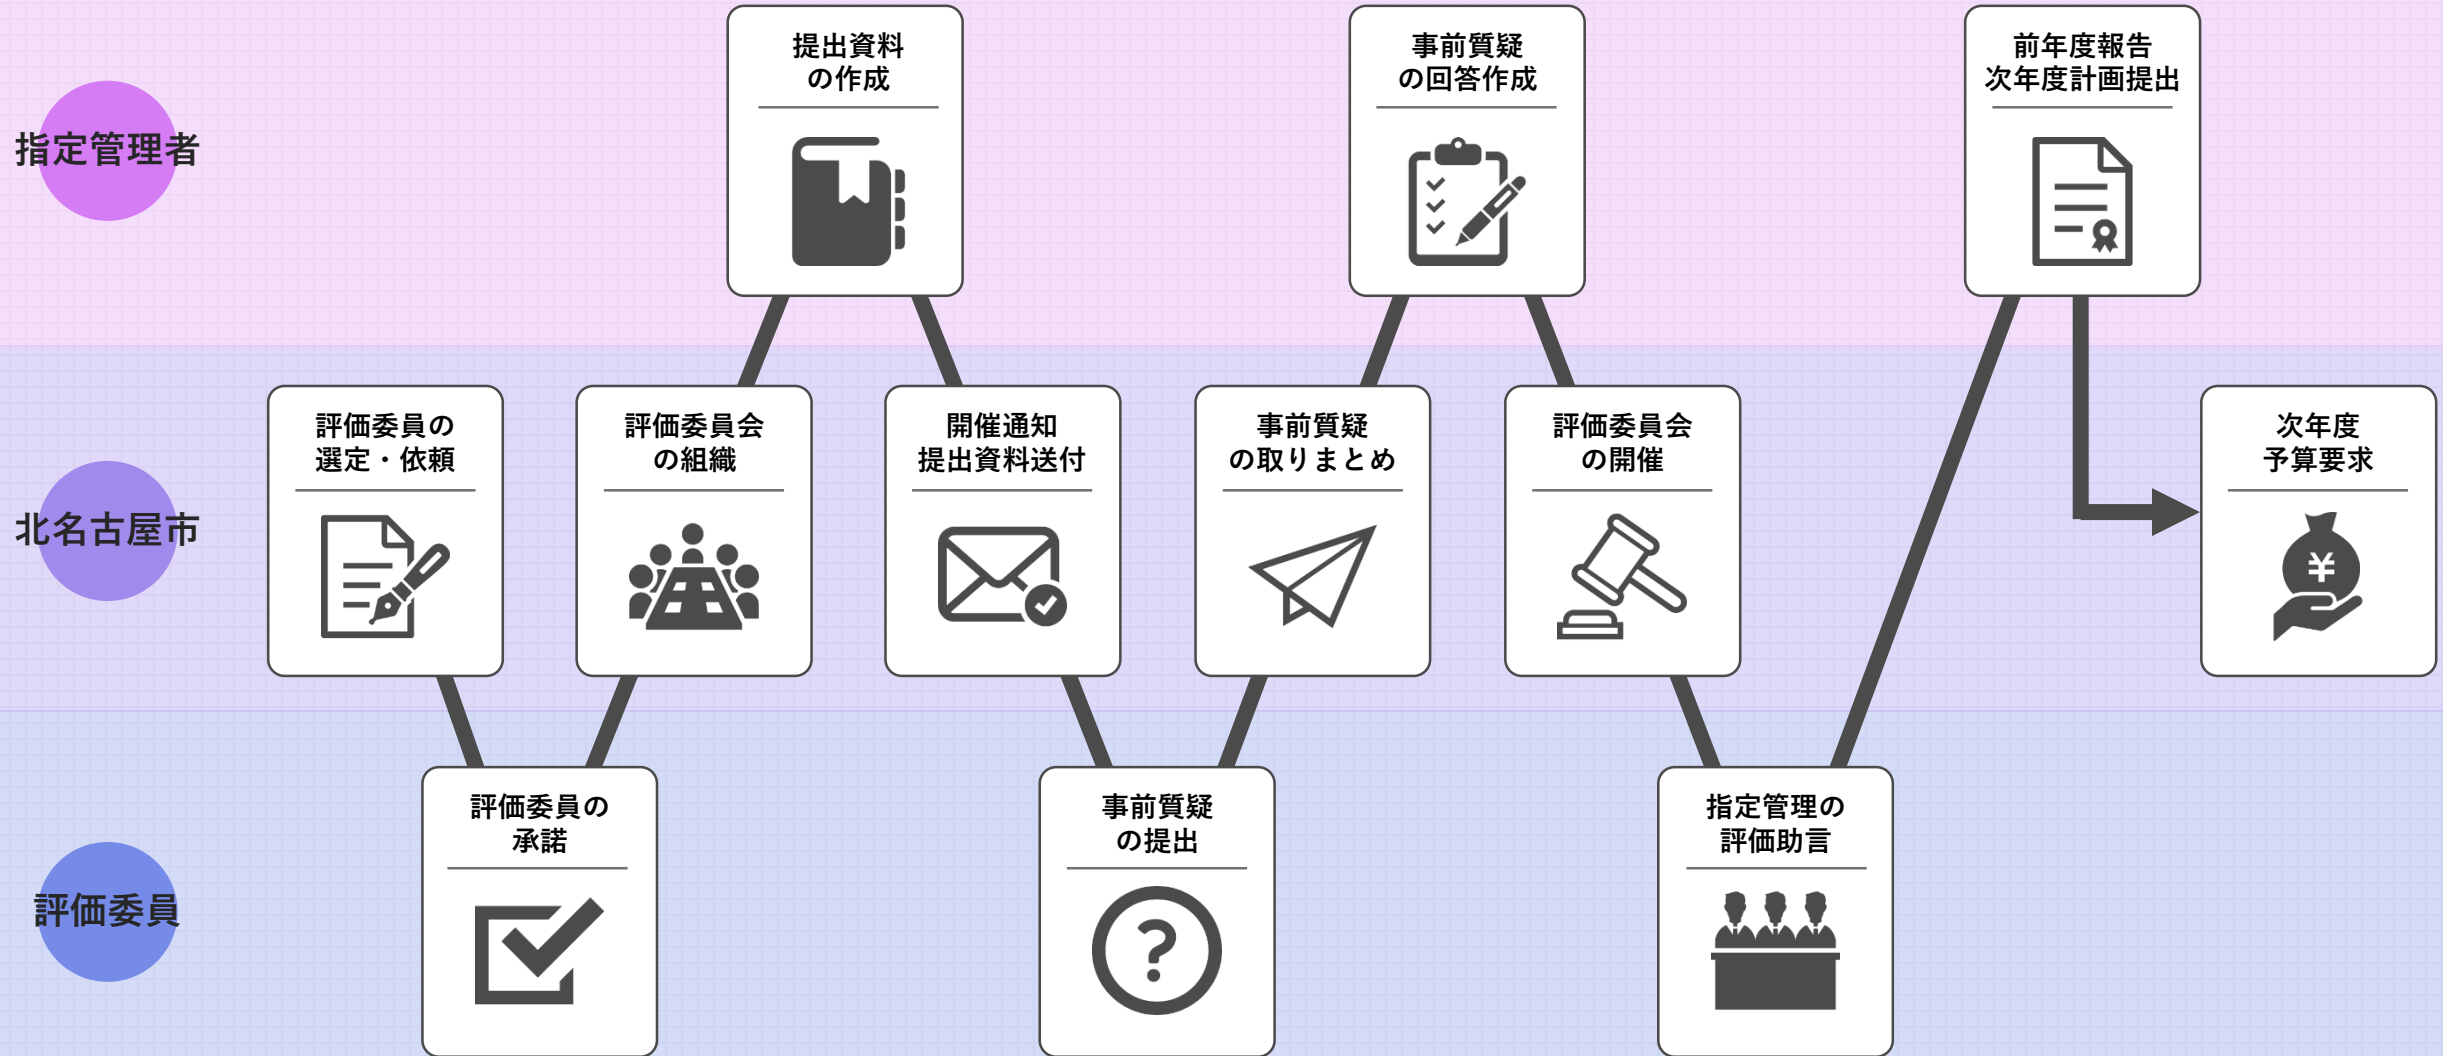 提出資料
の作成
事前質疑
の回答作成
前年度報告
次年度計画提出
指定管理者
評価委員の
選定・依頼
評価委員会
の組織
開催通知
提出資料送付
事前質疑
の取りまとめ
評価委員会
の開催
次年度
予算要求
¥
北名古屋市
評価委員の
承諾
事前質疑
の提出
?
指定管理の
評価助言
評価委員